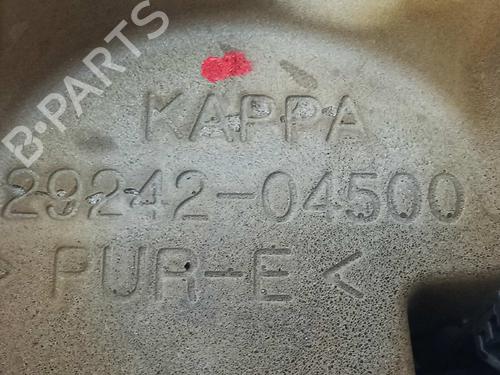 B-PARTS
KAPPA
29242-04500
> PUR-E <